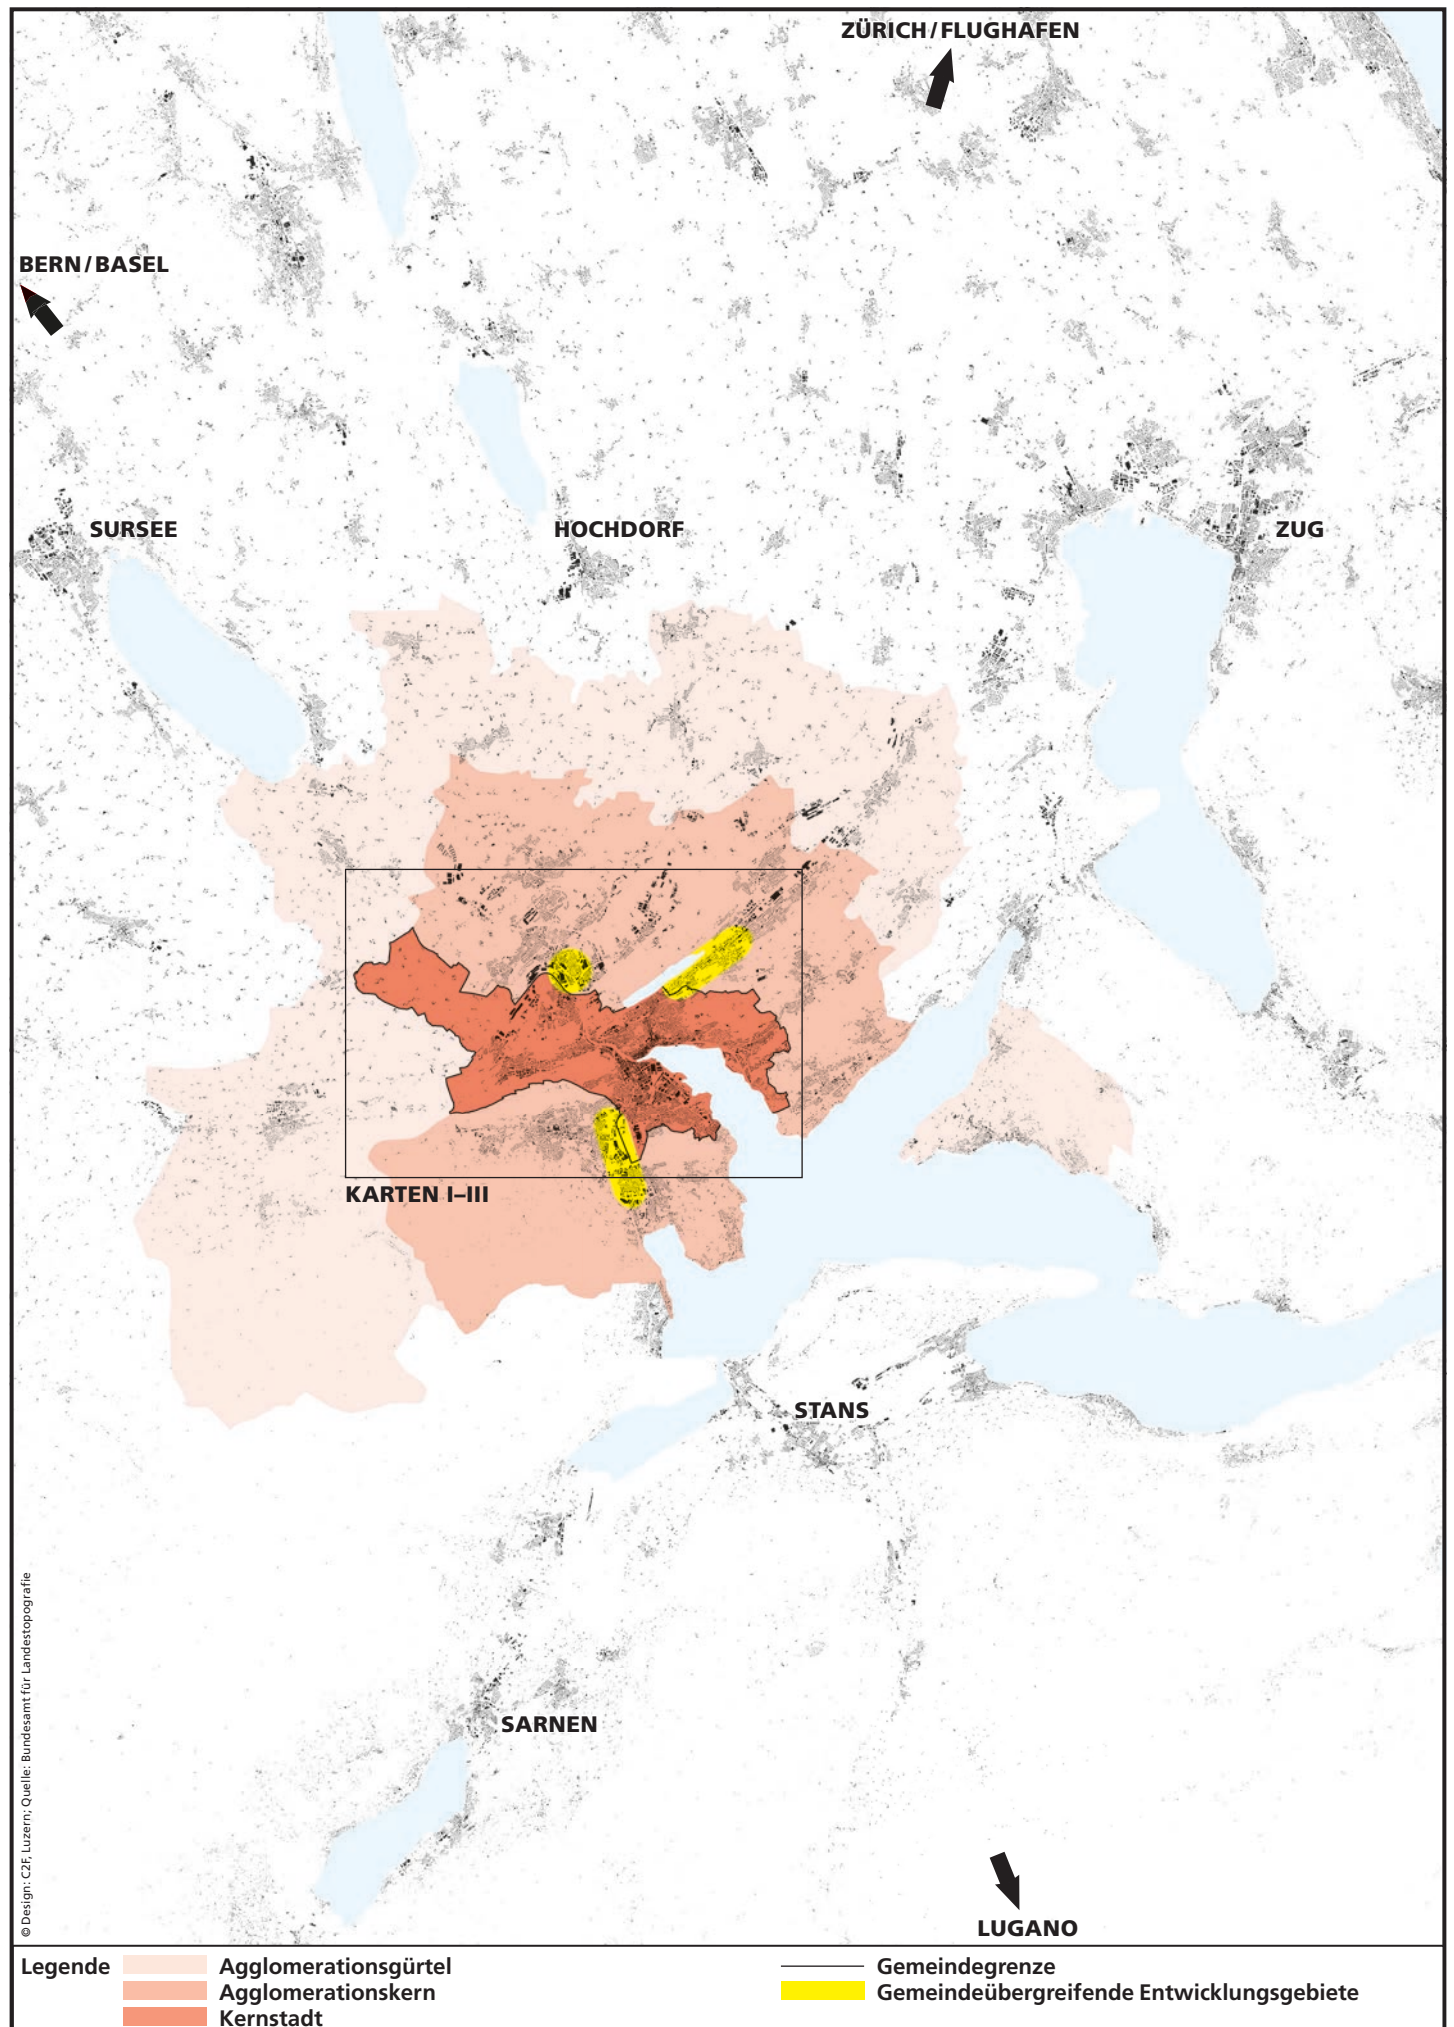 ZÜRICH/FLUGHAFEN
BERN/BASEL
SURSEE
HOCHDORF
ZUG
KARTEN I–III
STANS
SARNEN
LUGANO
© Design: C2F, Luzern; Quelle: Bundesamt für Landestopografie
Legende
Agglomerationsgürtel
Agglomerationskern
Kernstadt
Gemeindegrenze
Gemeindeübergreifende Entwicklungsgebiete